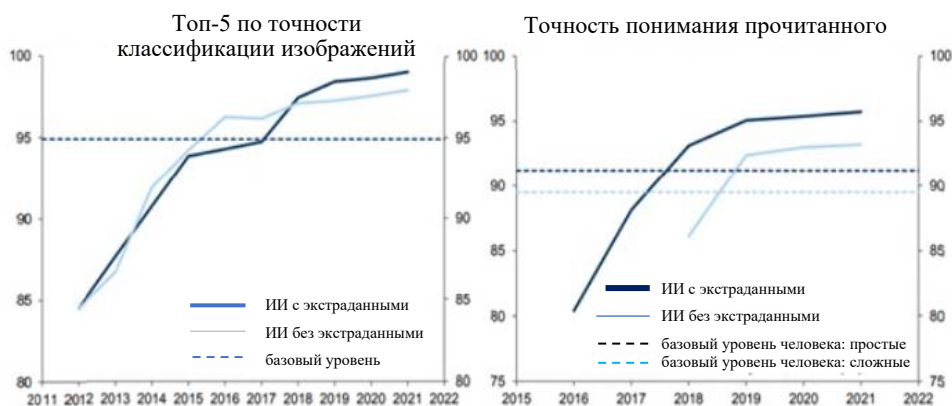 Топ-5 по точности
классификации изображений
100
95
90
85
80
100
95
90
85
80
ИИ с экстраданными
ИИ без экстраданными
базовый уровень
2011 2012 2013 2014 2015 2016 2017 2018 2019 2020 2021 2022
Точность понимания прочитанного
100
95
90
85
80
75
100
95
90
85
80
75
ИИ с экстраданными
ИИ без экстраданными
базовый уровень человека: простые
базовый уровень человека: сложные
2015 2016 2017 2018 2019 2020 2021 2022